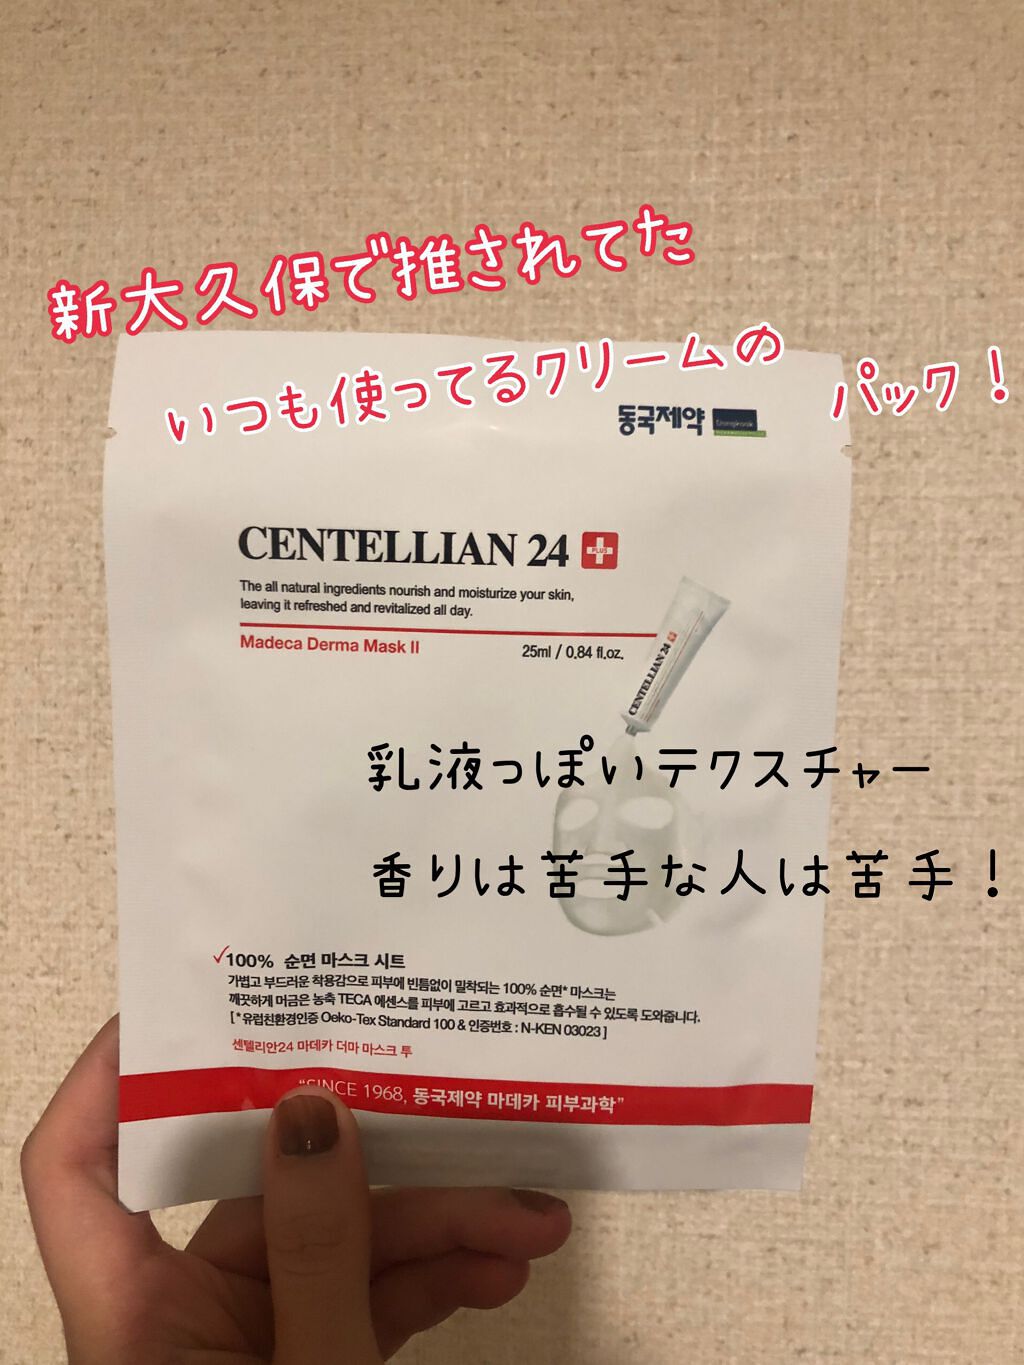 新大久保で推されてた
いつも使ってるクリームの パック！
동국제약 Dongkook
CENTELLIAN 24 PLUS
The all natural ingredients nourish and moisturize your skin,
leaving it refreshed and revitalized all day.
Madeca Derma Mask II
25ml / 0.84 fl.oz.
CENTELLIAN 24
乳液っぽいテクスチャー
香りは苦手な人は苦手！
100% 순면 마스크 시트
가볍고 부드러운 착용감으로 피부에 빈틈없이 밀착되는 100% 순면* 마스크는
깨끗하게 머금은 농축 TECA 에센스를 피부에 고르고 효과적으로 흡수될 수 있도록 도와줍니다.
[ * 유럽친환경인증 Oeko-Tex Standard 100 & 인증번호 : N-KEN 03023 ]
센텔리안24 마데카 더마 마스크 투
“SINCE 1968, 동국제약 마데카 피부과학”